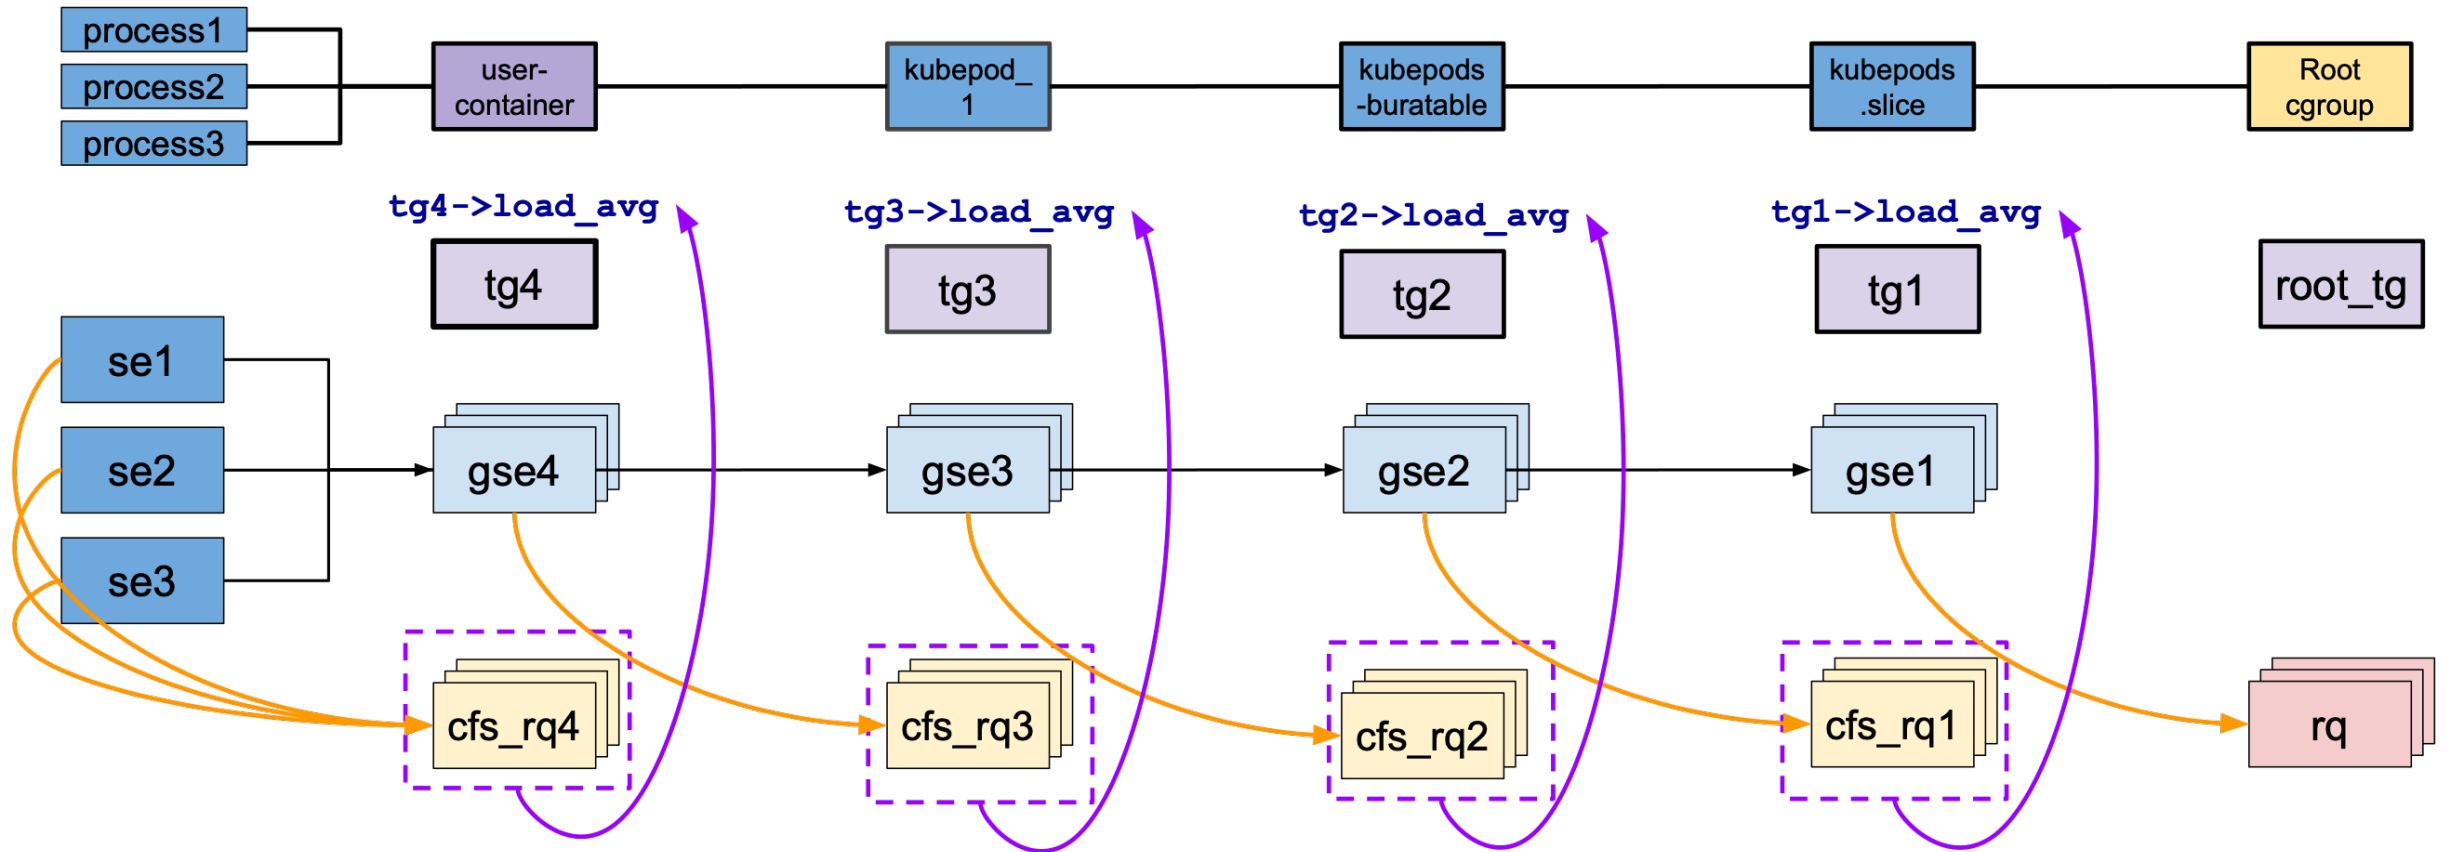 process1
process2
process3
user-
container
kubepod_
1
kubepods
-buratable
kubepods
.slice
Root
cgroup
tg4->load_avg
tg3->load_avg
tg2->load_avg
tg1->load_avg
tg4
tg3
tg2
tg1
root_tg
se1
se2
se3
gse4
gse3
gse2
gse1
cfs_rq4
cfs_rq3
cfs_rq2
cfs_rq1
rq